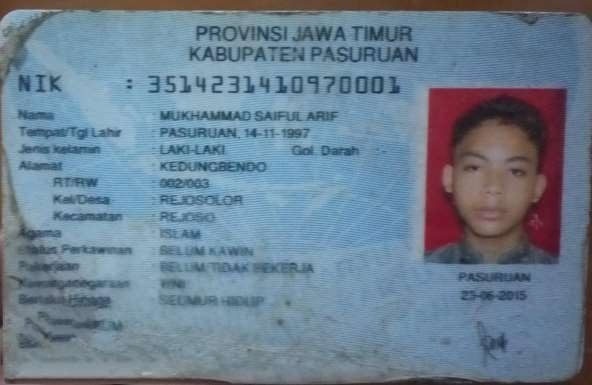 PROVINSI JAWA TIMUR
KABUPATEN PASURUAN
NIK : 3514231410970001
Nama : MUKHAMMAD SAIFUL ARIF
Tempat/Tgl Lahir : PASURUAN, 14-11-1997
Jenis kelamin : LAKI-LAKI Gol. Darah
Alamat : KEDUNGBENDO
RT/RW : 002/003
Kel/Desa : REJOSOLOR
Kecamatan : REJOSO
Agama : ISLAM
Status Perkawinan : BELUM KAWIN
Pekerjaan : BELUM TIDAK BEKERJA
Kewarganegaraan : WNI
Berlaku Hingga : SEUMUR HIDUP
PASURUAN
23-06-2015